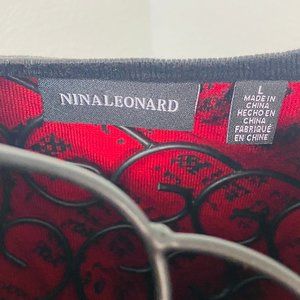 NINALEONARD
L
MADE IN
CHINA
HECHO EN
CHINA
FABRIQUÉ
EN CHINE